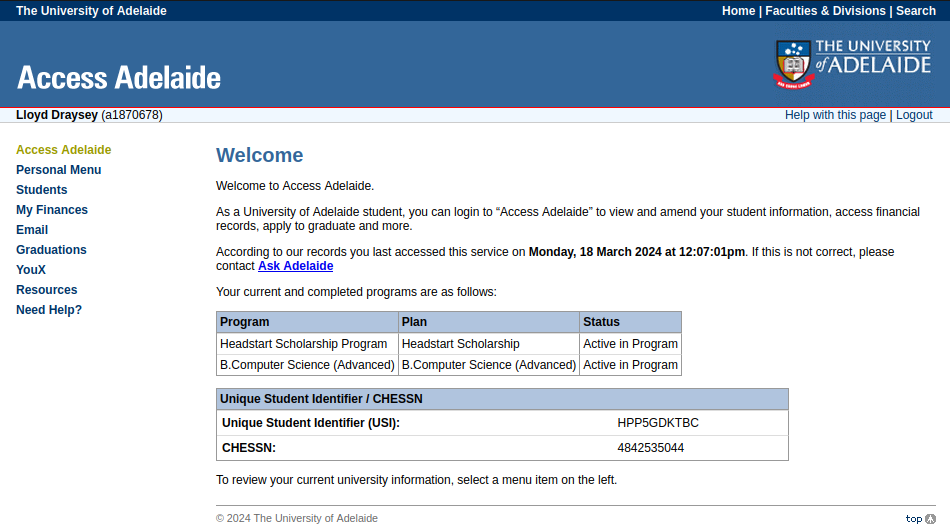 The University of Adelaide
Home | Faculties & Divisions | Search
Access Adelaide
THE UNIVERSITY
of ADELAIDE
Lloyd Draysey (a1870678)
Help with this page | Logout
Access Adelaide
Personal Menu
Students
My Finances
Email
Graduations
YouX
Resources
Need Help?
Welcome
Welcome to Access Adelaide.
As a University of Adelaide student, you can login to “Access Adelaide” to view and amend your student information, access financial
records, apply to graduate and more.
According to our records you last accessed this service on Monday, 18 March 2024 at 12:07:01pm. If this is not correct, please
contact Ask Adelaide
Your current and completed programs are as follows:
Program Plan Status
Headstart Scholarship Program Headstart Scholarship Active in Program
B.Computer Science (Advanced) B.Computer Science (Advanced) Active in Program
Unique Student Identifier / CHESSN
Unique Student Identifier (USI): HPP5GDKTBC
CHESSN: 4842535044
To review your current university information, select a menu item on the left.
© 2024 The University of Adelaide
top